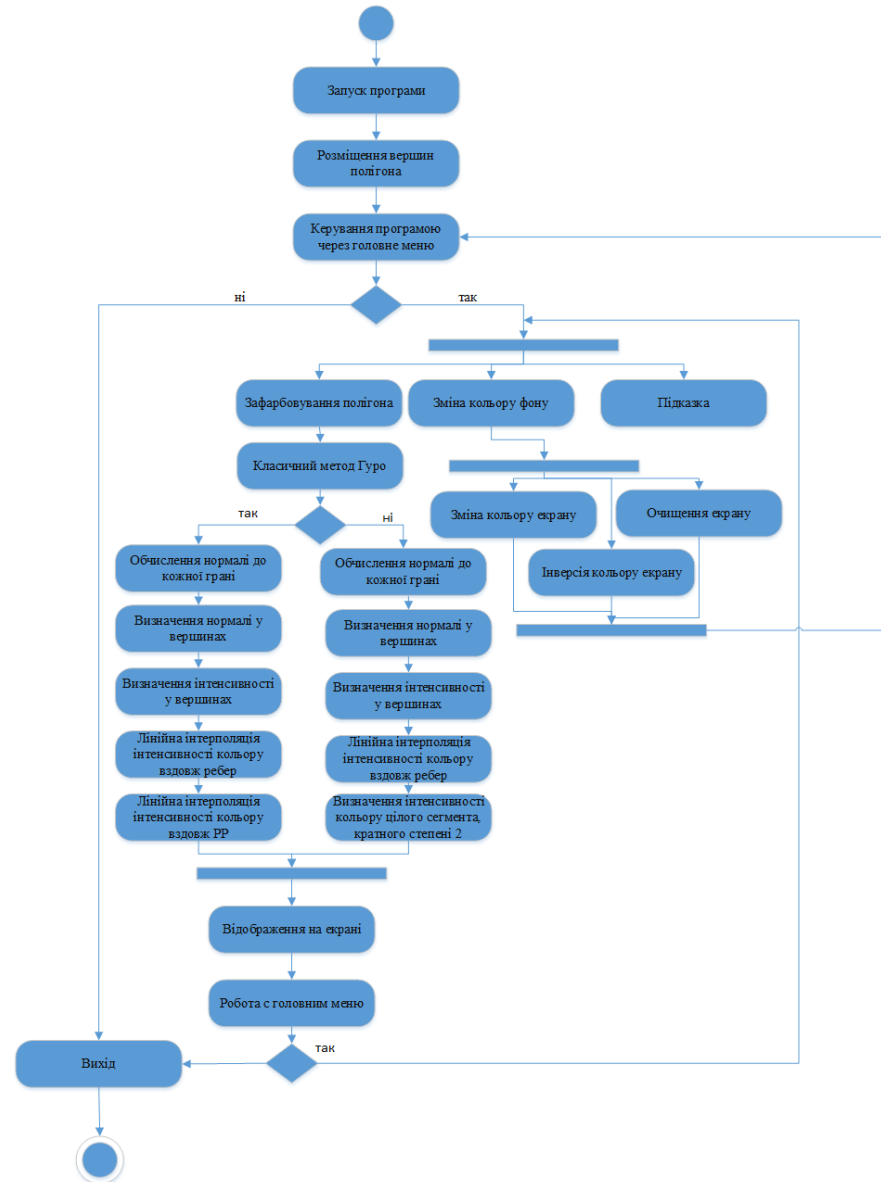 Запуск програми
Розміщення вершин
полігона
Керування програмою
через головне меню
ні
так
Зафарбовування полігона
Зміна кольору фону
Підказка
Класичний метод Гуро
так
ні
Зміна кольору екрану
Очищення екрану
Інверсія кольору екрану
Обчислення нормалі до
кожної грані
Обчислення нормалі до
кожної грані
Визначення нормалі у
вершинах
Визначення нормалі у
вершинах
Визначення інтенсивності
у вершинах
Визначення інтенсивності
у вершинах
Лінійна інтерполяція
інтенсивності кольору
вздовж ребер
Лінійна інтерполяція
інтенсивності кольору
вздовж ребер
Лінійна інтерполяція
інтенсивності кольору
вздовж РР
Визначення інтенсивності
кольору цілого сегмента,
кратного степені 2
Відображення на екрані
Робота с головним меню
так
Вихід